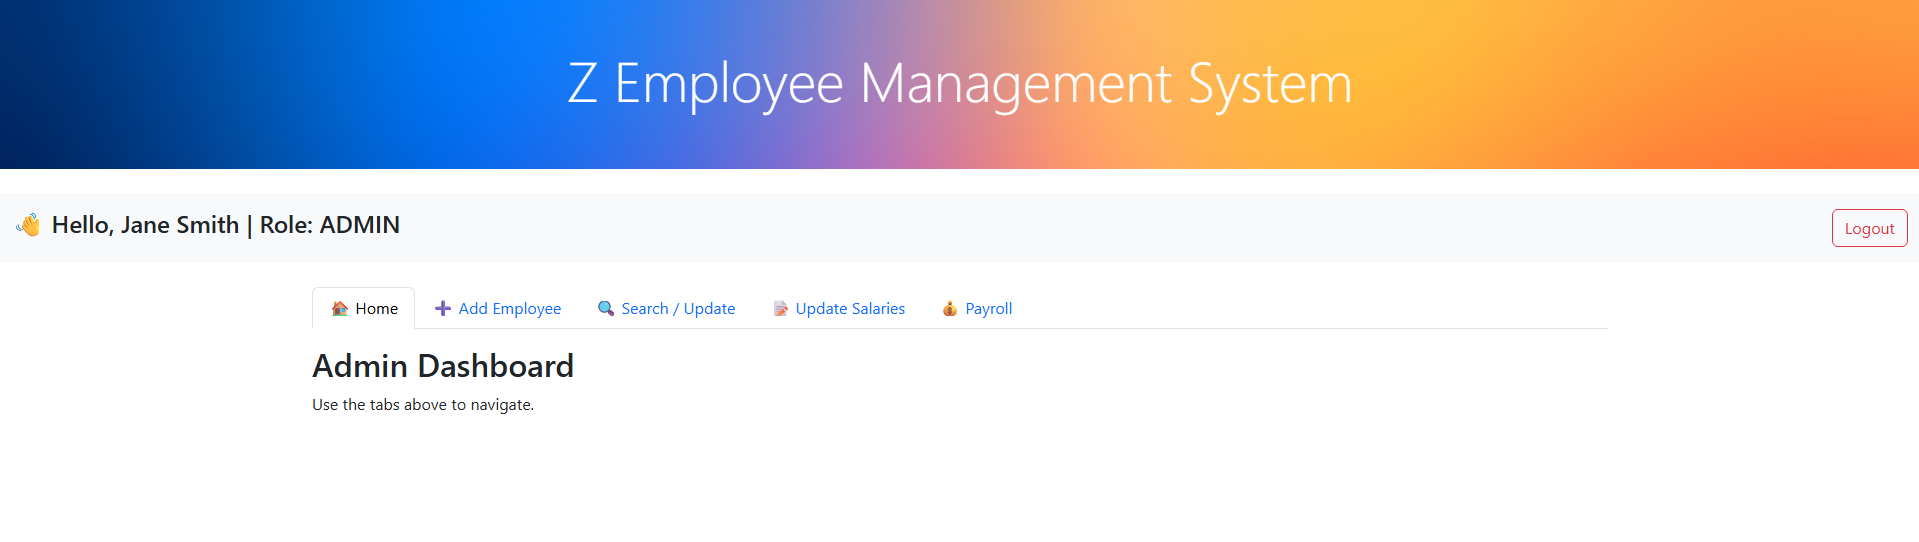 Z Employee Management System
👋 Hello, Jane Smith | Role: ADMIN
Logout
🏠 Home
➕ Add Employee
🔍 Search / Update
📝 Update Salaries
💰 Payroll
Admin Dashboard
Use the tabs above to navigate.